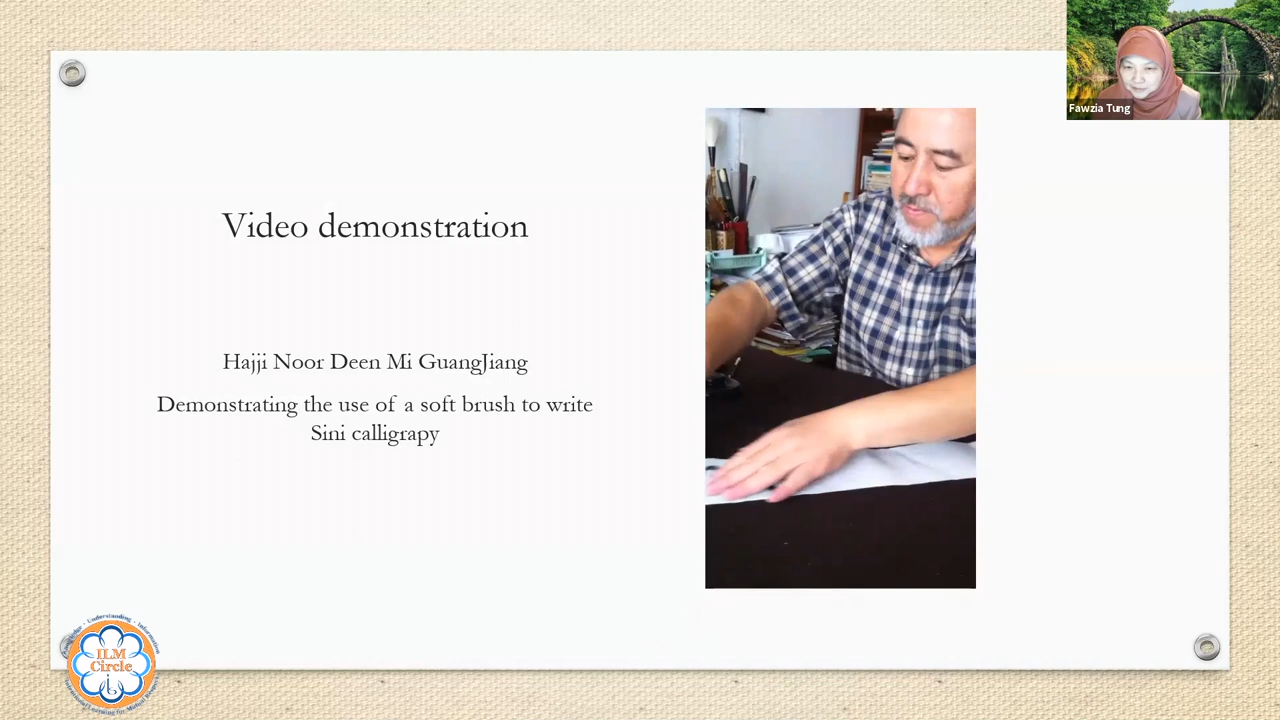 Fawzia Tung
Video demonstration
Hajji Noor Deen Mi GuangJiang
Demonstrating the use of a soft brush to write
Sini calligrapy
ILM
Circle